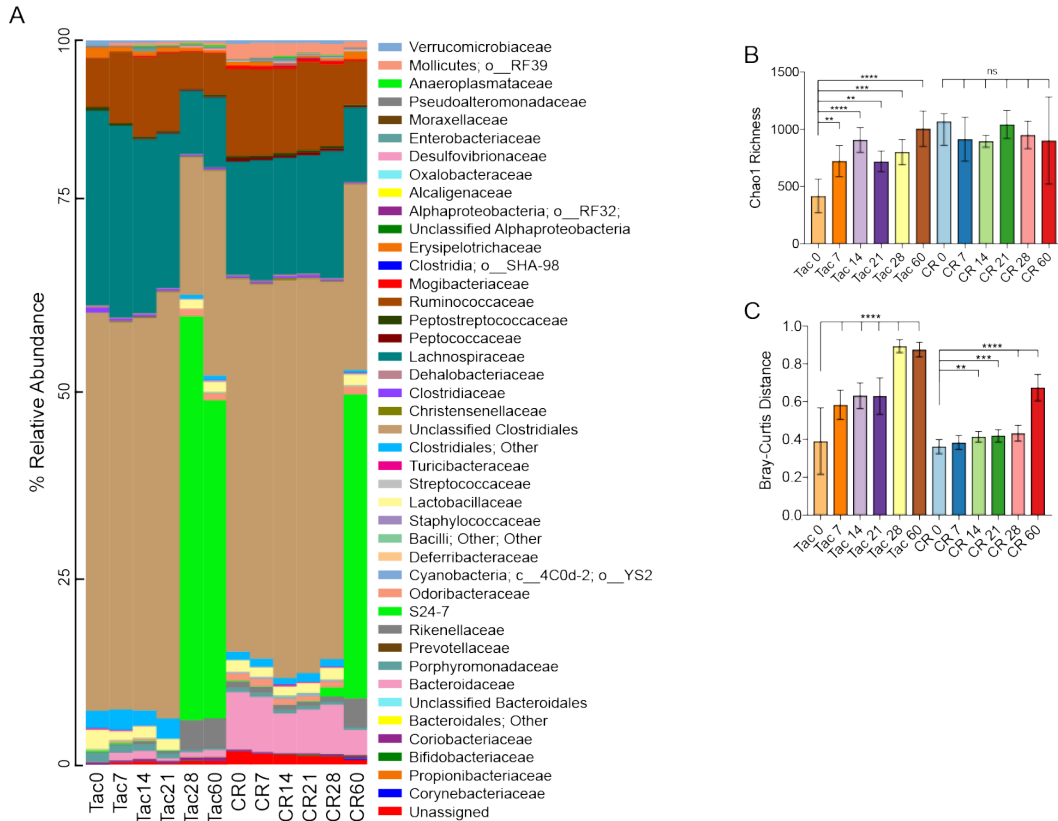 A
% Relative Abundance
100
75
50
25
0
Tac0
Tac7
Tac14
Tac21
Tac28
Tac60
CR0
CR7
CR14
CR21
CR28
CR60
Verrucomicrobiaceae
Mollicutes; o__RF39
Anaeroplasmataceae
Pseudoalteromonadaceae
Moraxellaceae
Enterobacteriaceae
Desulfovibrionaceae
Oxalobacteraceae
Alcaligenaceae
Alphaproteobacteria; o__RF32;
Unclassified Alphaproteobacteria
Erysipelotrichaceae
Clostridia; o__SHA-98
Mogibacteriaceae
Ruminococcaceae
Peptostreptococcaceae
Peptococcaceae
Lachnospiraceae
Dehalobacteriaceae
Clostridiaceae
Christensenellaceae
Unclassified Clostridiales
Clostridiales; Other
Turicibacteraceae
Streptococcaceae
Lactobacillaceae
Staphylococcaceae
Bacilli; Other; Other
Deferribacteraceae
Cyanobacteria; c__4C0d-2; o__YS2
Odoribacteraceae
S24-7
Rikenellaceae
Prevotellaceae
Porphyromonadaceae
Bacteroidaceae
Unclassified Bacteroidales
Bacteroidales; Other
Coriobacteriaceae
Bifidobacteriaceae
Propionibacteriaceae
Corynebacteriaceae
Unassigned
B
Chao1 Richness
1500
1000
500
0
****
***
**
****
**
ns
Tac 0
Tac 7
Tac 14
Tac 21
Tac 28
Tac 60
CR 0
CR 7
CR 14
CR 21
CR 28
CR 60
C
Bray-Curtis Distance
1.0
0.8
0.6
0.4
0.2
0.0
****
****
***
**
Tac 0
Tac 7
Tac 14
Tac 21
Tac 28
Tac 60
CR 0
CR 7
CR 14
CR 21
CR 28
CR 60